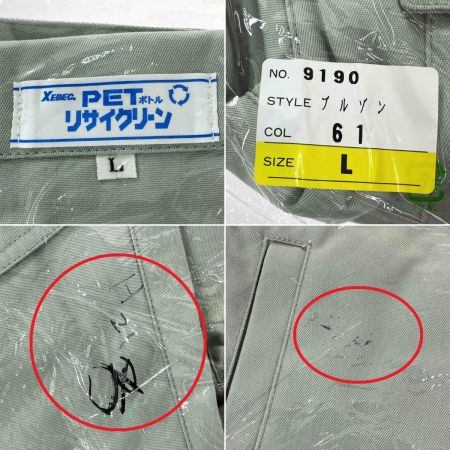 XEBEC. PETボトル
リサイクリーン
L
NO. 9190
STYLE ブルゾン
COL 61
SIZE L